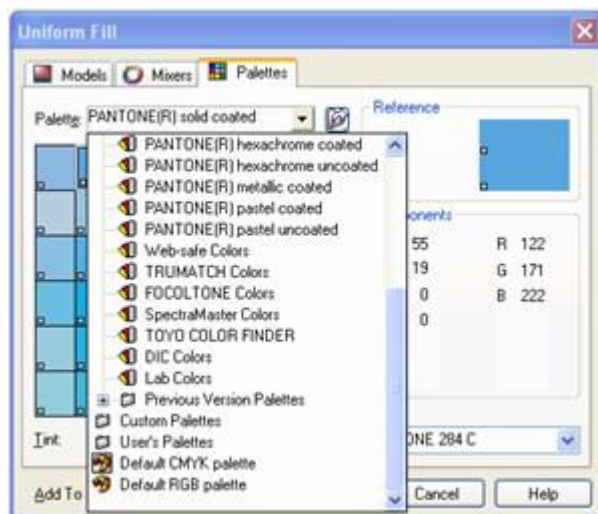 Uniform Fill
Models Mixers Palettes
Palette: PANTONE(R) solid coated
Reference
PANTONE(R) hexachrome coated
PANTONE(R) hexachrome uncoated
PANTONE(R) metallic coated
PANTONE(R) pastel coated
PANTONE(R) pastel uncoated
onents
Web-safe Colors 55 R 122
TRUMATCH Colors 19 G 171
FOCOLTONE Colors 0 B 222
SpectraMaster Colors 0
TOYO COLOR FINDER
DIC Colors
Lab Colors
Previous Version Palettes
Custom Palettes
Tint User's Palettes ONE 284 C
Default CMYK palette
Default RGB palette
Add To Cancel Help